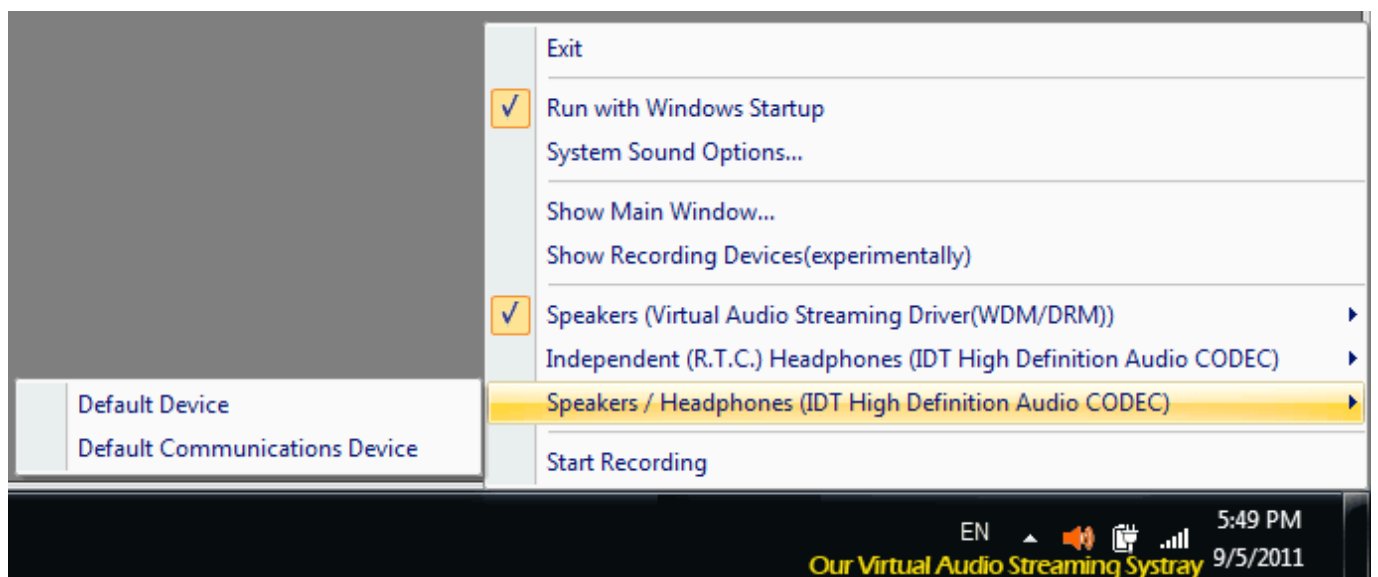 Exit
Run with Windows Startup
System Sound Options...
Show Main Window...
Show Recording Devices(experimentally)
Speakers (Virtual Audio Streaming Driver(WDM/DRM))
Independent (R.T.C.) Headphones (IDT High Definition Audio CODEC)
Speakers / Headphones (IDT High Definition Audio CODEC)
Default Device
Default Communications Device
Start Recording
EN
5:49 PM
Our Virtual Audio Streaming Systray
9/5/2011